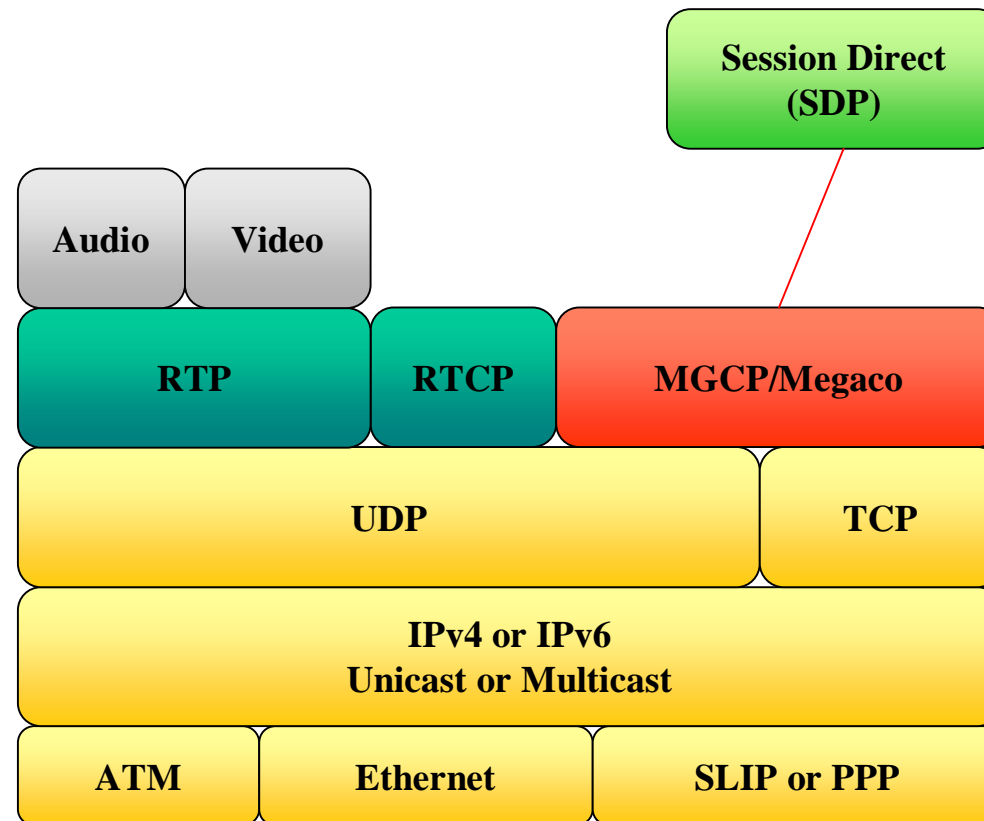 Session Direct
(SDP)
Audio
Video
RTP
RTCP
MGCP/Megaco
UDP
TCP
IPv4 or IPv6
Unicast or Multicast
ATM
Ethernet
SLIP or PPP